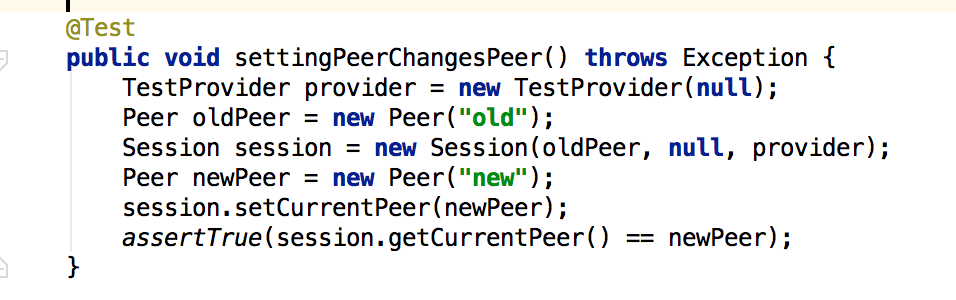 @Test
public void settingPeerChangesPeer() throws Exception {
    TestProvider provider = new TestProvider(null);
    Peer oldPeer = new Peer("old");
    Session session = new Session(oldPeer, null, provider);
    Peer newPeer = new Peer("new");
    session.setCurrentPeer(newPeer);
    assertTrue(session.getCurrentPeer() == newPeer);
}